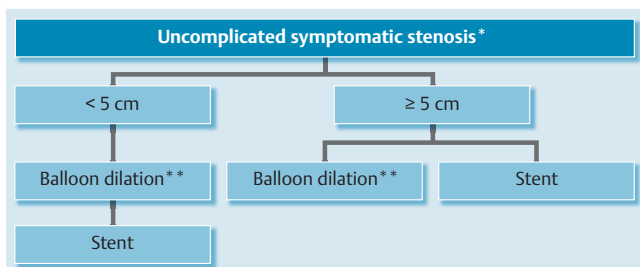 Uncomplicated symptomatic stenosis*
< 5 cm
≥ 5 cm
Balloon dilation**
Balloon dilation**
Stent
Stent